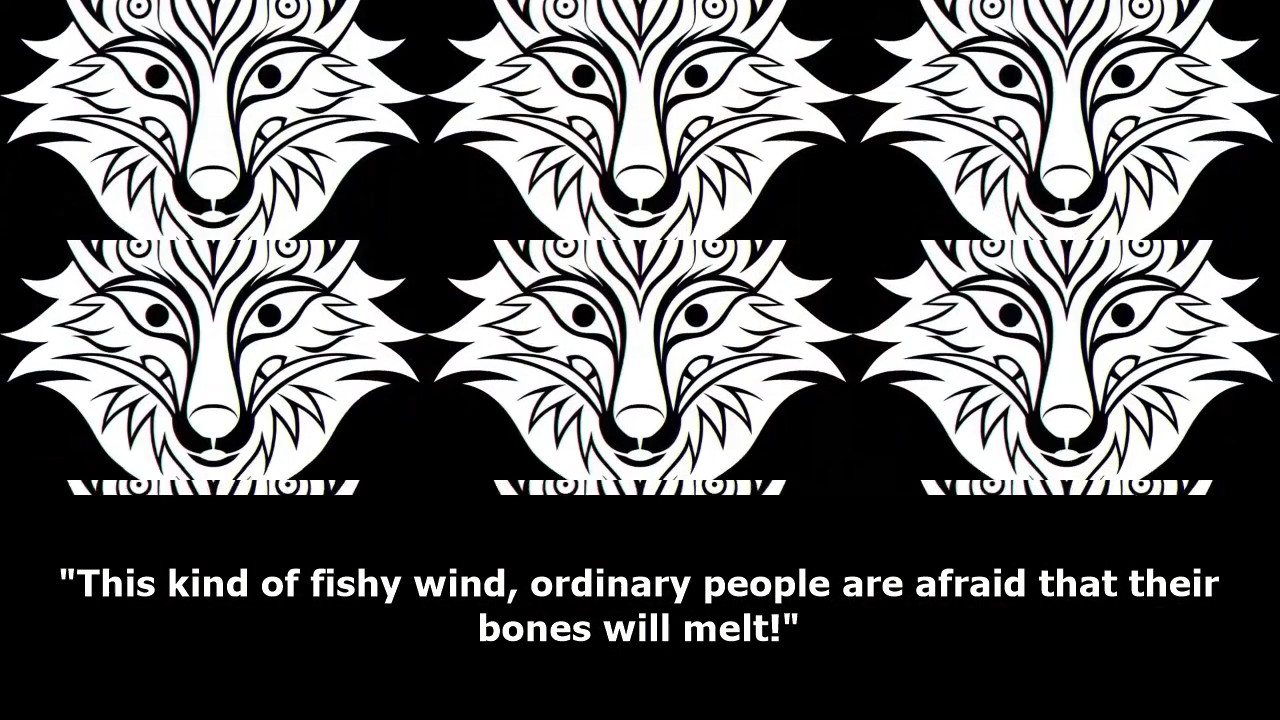 "This kind of fishy wind, ordinary people are afraid that their
bones will melt!"